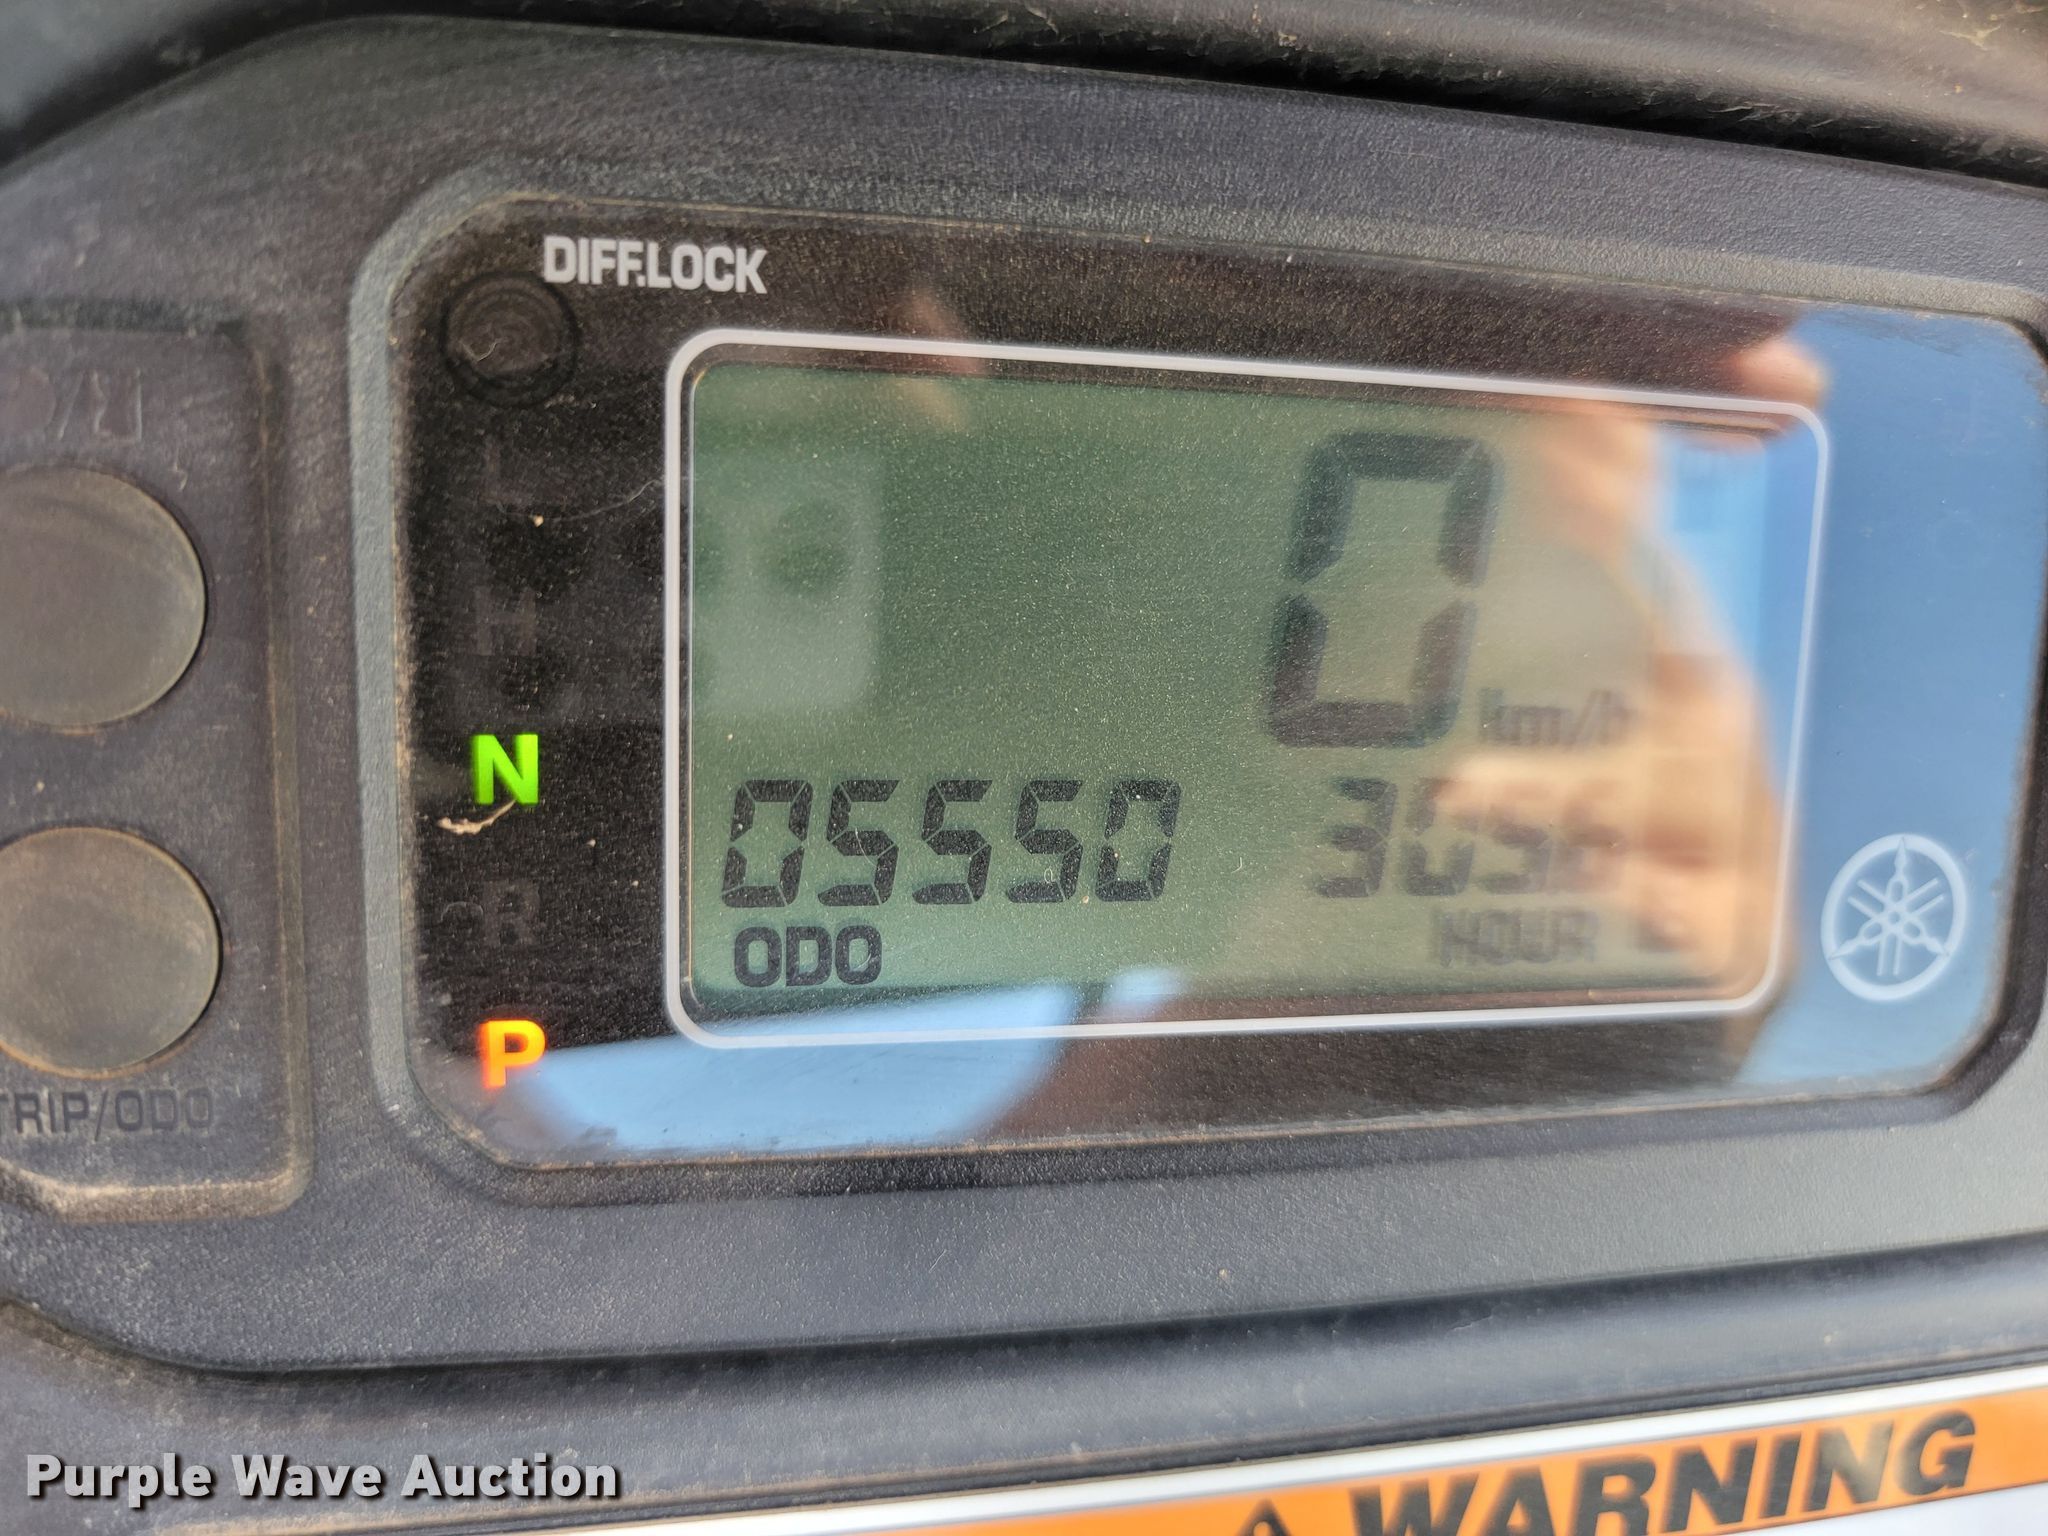 DIFF.LOCK
L
H
N
R
P
0
km/h
05550
ODO
HOUR
TRIP/ODO
WARNING
Purple Wave Auction